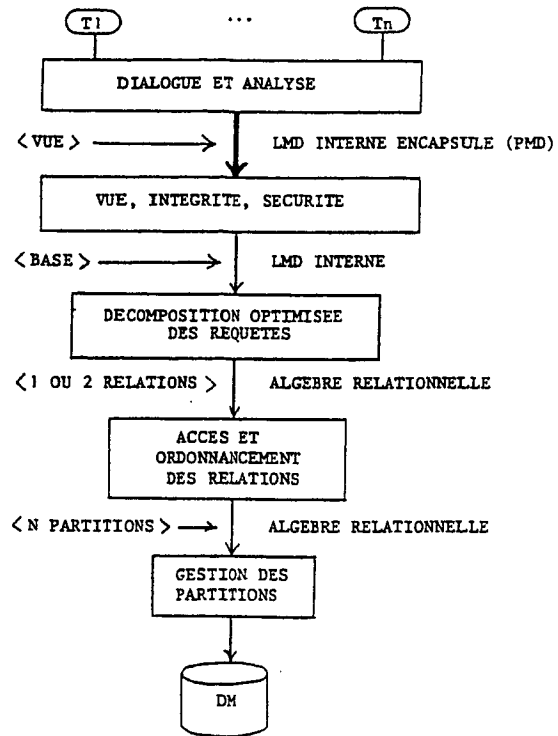 T1 ... Tn
DIALOGUE ET ANALYSE
<VUE> LMD INTERNE ENCAPSULE (PMD)
VUE, INTEGRITE, SECURITE
<BASE> LMD INTERNE
DECOMPOSITION OPTIMISEE
DES REQUETES
<1 OU 2 RELATIONS> ALGEBRE RELATIONNELLE
ACCES ET
ORDONNANCEMENT
DES RELATIONS
<N PARTITIONS> ALGEBRE RELATIONNELLE
GESTION DES
PARTITIONS
DM